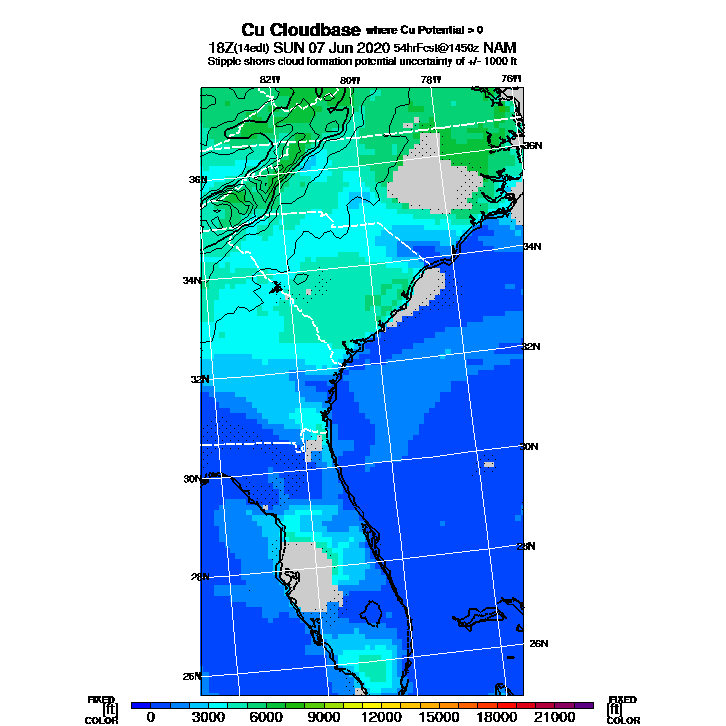 Cu Cloudbase where Cu Potential > 0
18Z(14edt) SUN 07 Jun 2020 54hrFcst@1450z NAM
Stipple shows cloud formation potential uncertainty of +/- 1000 ft
82W 80W 78W 76W
36N
36N
34N
34N
32N
32N
30N
30N
28N
28N
26N
26N
FIXED [ft] COLOR
0 3000 6000 9000 12000 15000 18000 21000
FIXED [ft] COLOR